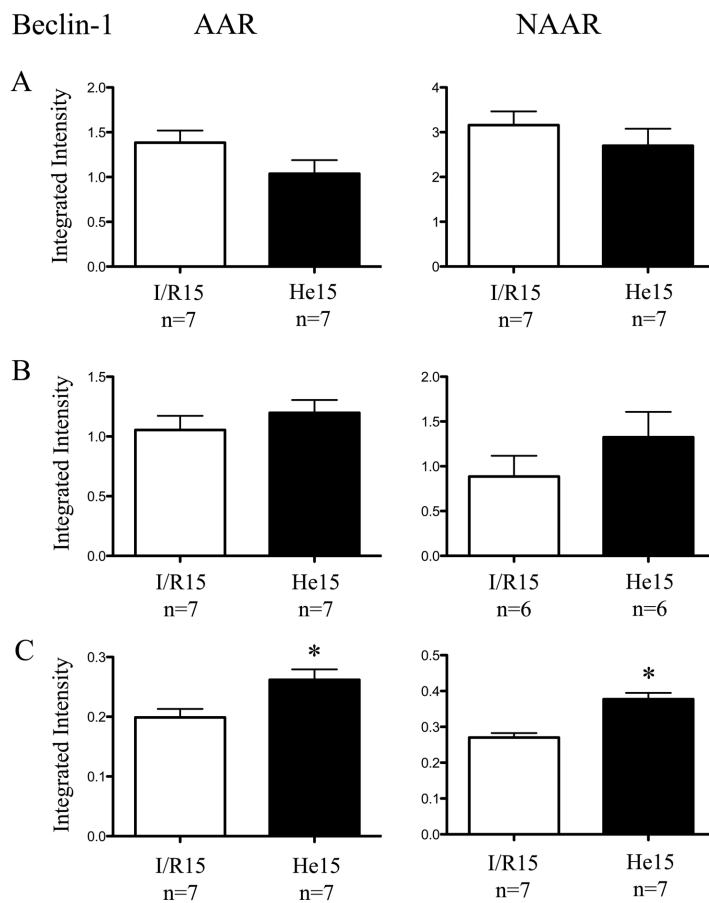 Beclin-1 AAR NAAR
A
Integrated Intensity
2.0
1.5
1.0
0.5
0.0
I/R15 He15
n=7 n=7
4
3
2
1
0
I/R15 He15
n=7 n=7
B
Integrated Intensity
1.5
1.0
0.5
0.0
I/R15 He15
n=7 n=7
2.0
1.5
1.0
0.5
0.0
I/R15 He15
n=6 n=6
C
Integrated Intensity
0.3
0.2
0.1
0.0
*
I/R15 He15
n=7 n=7
0.5
0.4
0.3
0.2
0.1
0.0
*
I/R15 He15
n=7 n=7